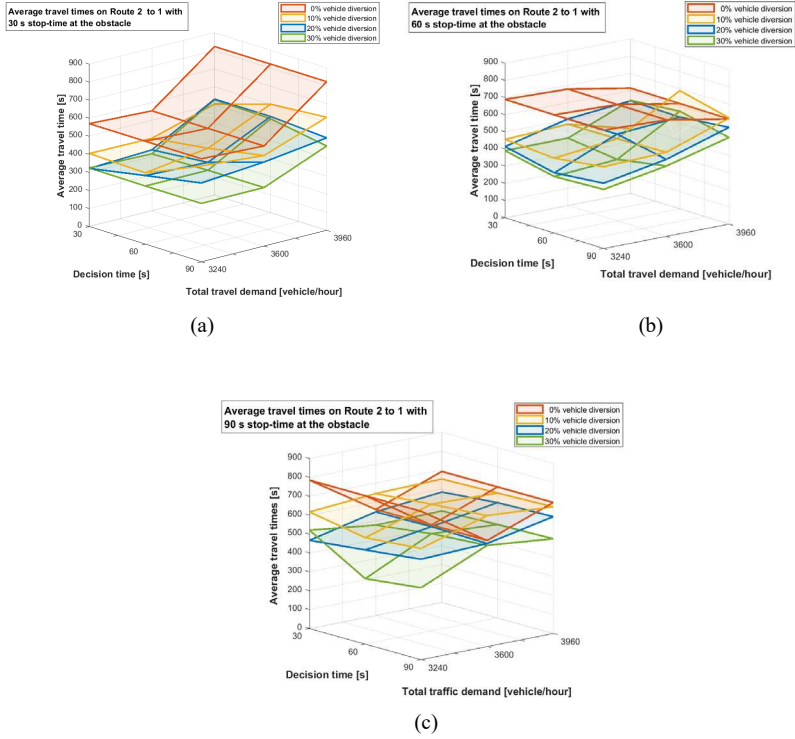 Average travel times on Route 2 to 1 with
30 s stop-time at the obstacle
0% vehicle diversion
10% vehicle diversion
20% vehicle diversion
30% vehicle diversion
Average travel time [s]
900
800
700
600
500
400
300
200
100
0
30
60
90
3240
3600
3960
Decision time [s]
Total travel demand [vehicle/hour]
(a)
Average travel times on Route 2 to 1 with
60 s stop-time at the obstacle
0% vehicle diversion
10% vehicle diversion
20% vehicle diversion
30% vehicle diversion
Average travel time [s]
900
800
700
600
500
400
300
200
100
0
30
60
90
3240
3600
3960
Decision time [s]
Total travel demand [vehicle/hour]
(b)
Average travel times on Route 2 to 1 with
90 s stop-time at the obstacle
0% vehicle diversion
10% vehicle diversion
20% vehicle diversion
30% vehicle diversion
Average travel times [s]
900
800
700
600
500
400
300
200
100
0
30
60
90
3240
3600
3960
Decision time [s]
Total traffic demand [vehicle/hour]
(c)